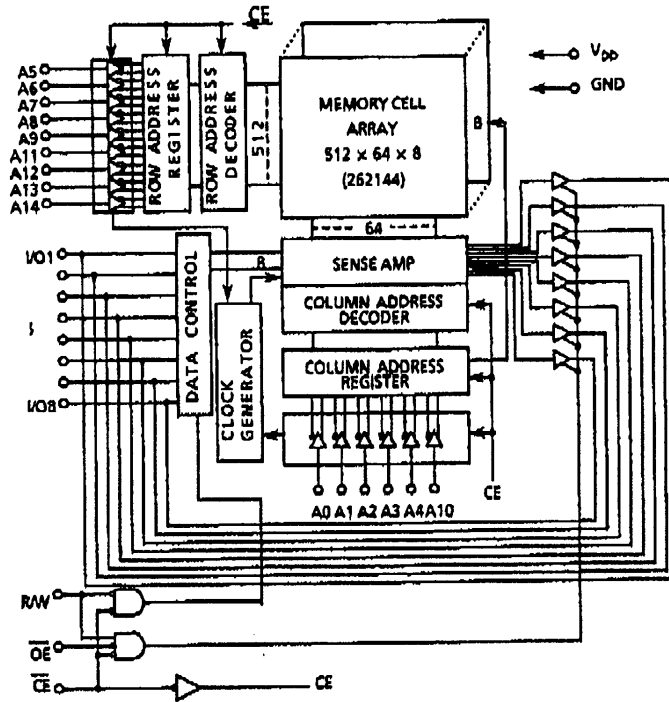 CE
V_DD
GND
A5
A6
A7
A8
A9
A11
A12
A13
A14
ROW ADDRESS REGISTER
ROW ADDRESS DECODER
512
MEMORY CELL
ARRAY
512 × 64 × 8
(262144)
8
64
I/O1
I/O8
DATA CONTROL
8
SENSE AMP
COLUMN ADDRESS
DECODER
CLOCK
GENERATOR
COLUMN ADDRESS
REGISTER
A0 A1 A2 A3 A4 A10
CE
R/W
OE
CE
CE